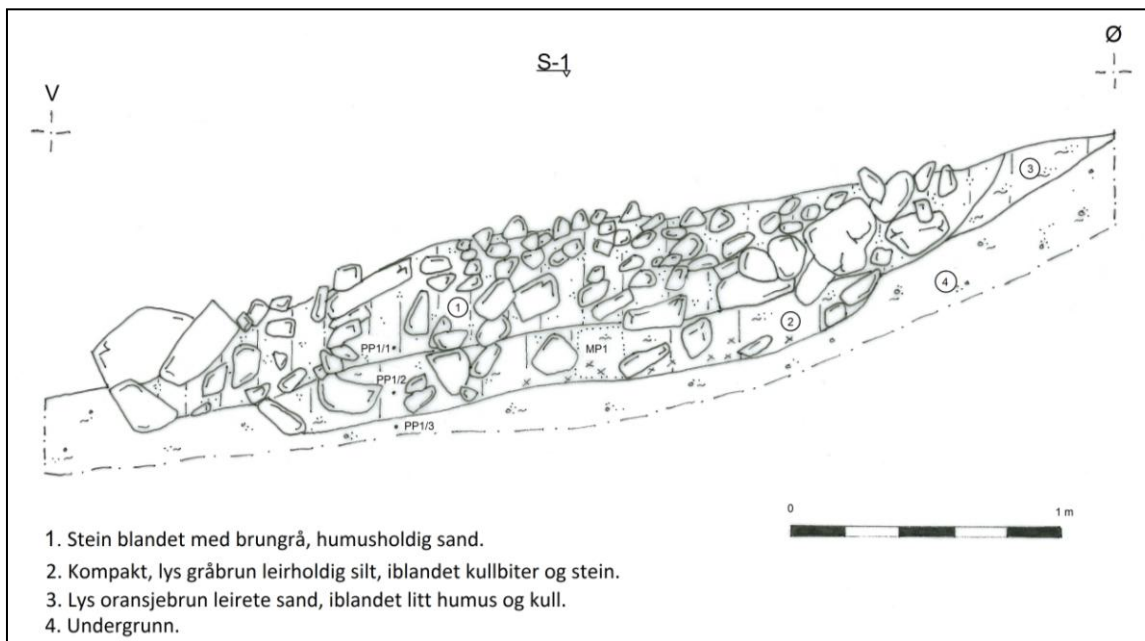 S-1
V
Ø
3
4
1
2
PP1/1
MP1
PP1/2
PP1/3
0
1 m
1. Stein blandet med brungrå, humusholdig sand.
2. Kompakt, lys gråbrun leirholdig silt, iblandet kullbiter og stein.
3. Lys oransjebrun leirete sand, iblandet litt humus og kull.
4. Undergrunn.